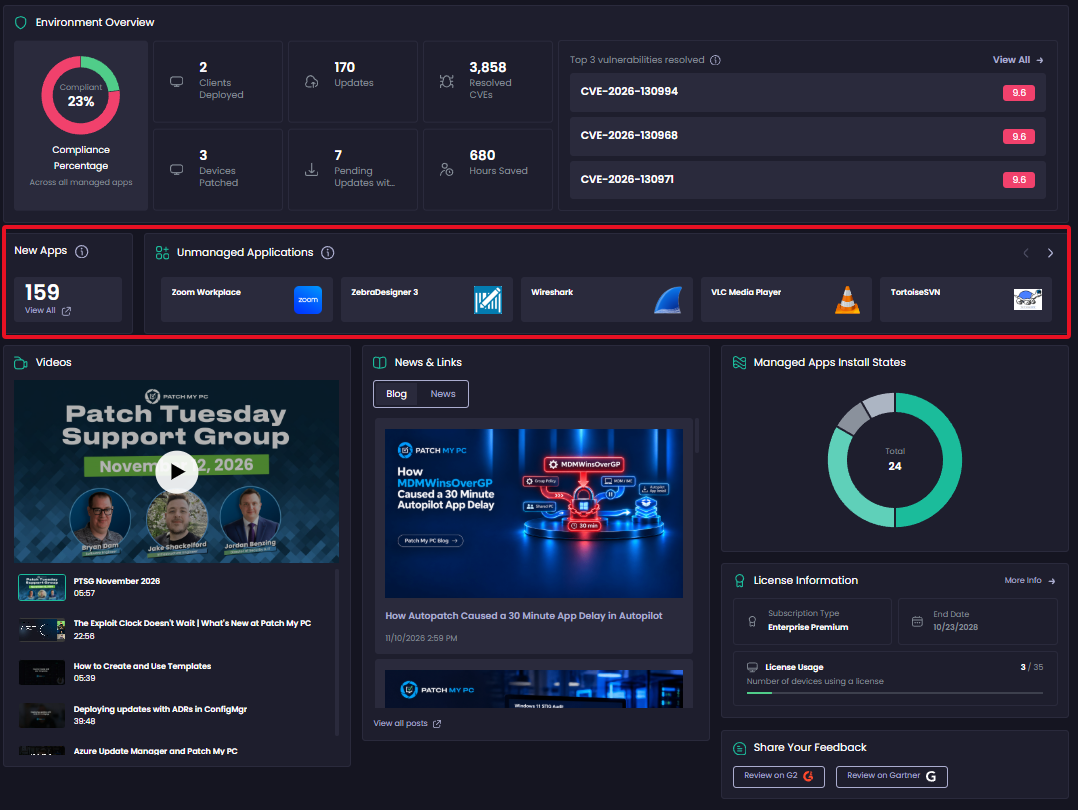 Environment Overview
Compliant
23%
Compliance
Percentage
Across all managed apps
2
Clients
Deployed
170
Updates
3,858
Resolved
CVEs
3
Devices
Patched
7
Pending
Updates wit...
680
Hours Saved
Top 3 vulnerabilities resolved
View All
CVE-2026-130994
9.6
CVE-2026-130968
9.6
CVE-2026-130971
9.6
New Apps
159
View All
Unmanaged Applications
Zoom Workplace
zoom
ZebraDesigner 3
Wireshark
VLC Media Player
TortoiseSVN
Videos
PATCH MY PC
Patch Tuesday
Support Group
Bryan Dam
Jake Shackelford
Jordan Benzing
PTSG November 2026
05:57
The Exploit Clock Doesn't Wait | What's New at Patch My PC
22:56
How to Create and Use Templates
05:39
Deploying updates with ADRs in ConfigMgr
39:48
Azure Update Manager and Patch My PC
News & Links
Blog
News
PATCH MY PC
How
MDMWinsOverGP
Caused a 30 Minute
Autopilot App Delay
Patch My PC Blog
MDMWinsOverGP
Group Policy
Shared PC
30 min
How Autopatch Caused a 30 Minute App Delay in Autopilot
11/10/2026 2:59 PM
PATCH MY PC
Windows 11 STIG Audit
View all posts
Managed Apps Install States
Total
24
License Information
More Info
Subscription Type
Enterprise Premium
End Date
10/23/2028
License Usage
3 / 35
Number of devices using a license
Share Your Feedback
Review on G2
Review on Gartner G